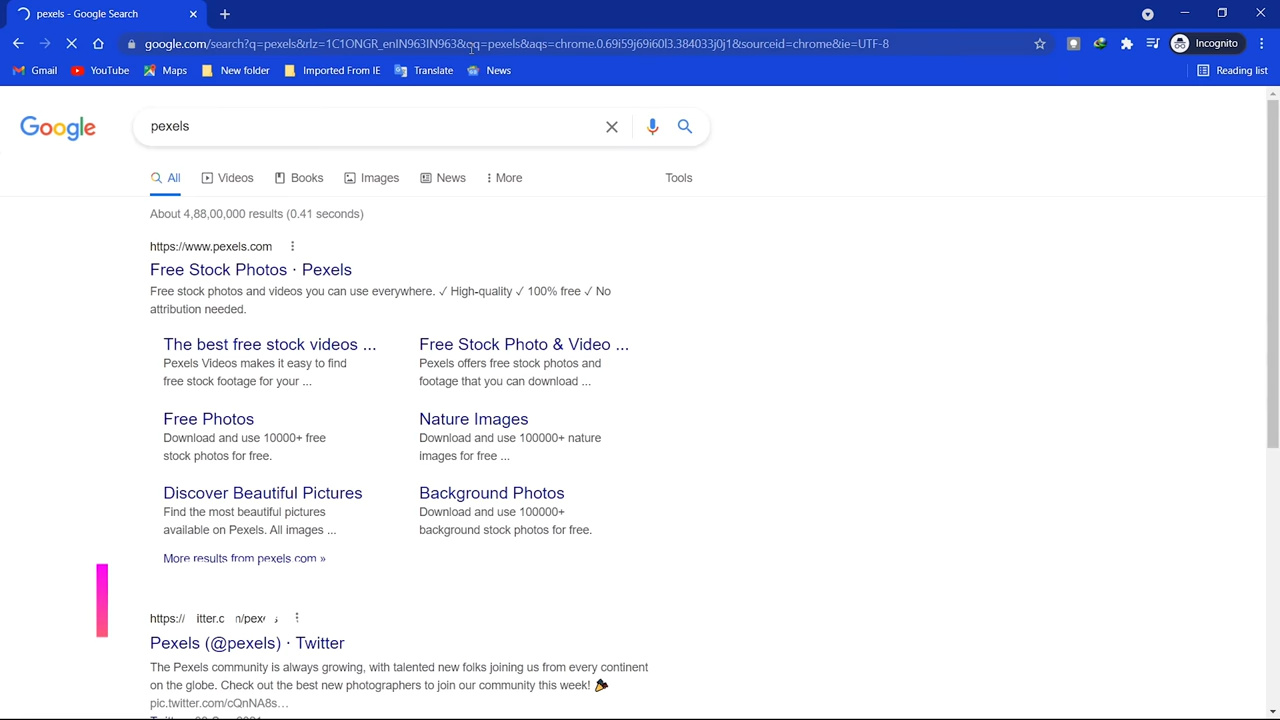 pexels - Google Search
google.com/search?q=pexels&rlz=1C1ONGR_enIN963IN963&oq=pexels&aqs=chrome.0.69i59j69i60l3.384033j0j1&sourceid=chrome&ie=UTF-8
Incognito
Gmail YouTube Maps New folder Imported From IE Translate News Reading list
Google pexels
All Videos Books Images News More Tools
About 4,88,00,000 results (0.41 seconds)
https://www.pexels.com
Free Stock Photos · Pexels
Free stock photos and videos you can use everywhere. ✓ High-quality ✓ 100% free ✓ No
attribution needed.
The best free stock videos ...
Pexels Videos makes it easy to find
free stock footage for your ...
Free Stock Photo & Video ...
Pexels offers free stock photos and
footage that you can download ...
Free Photos
Download and use 10000+ free
stock photos for free.
Nature Images
Download and use 100000+ nature
images for free ...
Discover Beautiful Pictures
Find the most beautiful pictures
available on Pexels. All images ...
Background Photos
Download and use 100000+
background stock photos for free.
More results from pexels.com »
https://
Pexels (@pexels) · Twitter
The Pexels community is always growing, with talented new folks joining us from every continent
on the globe. Check out the best new photographers to join our community this week!
pic.twitter.com/cQnNA8s...